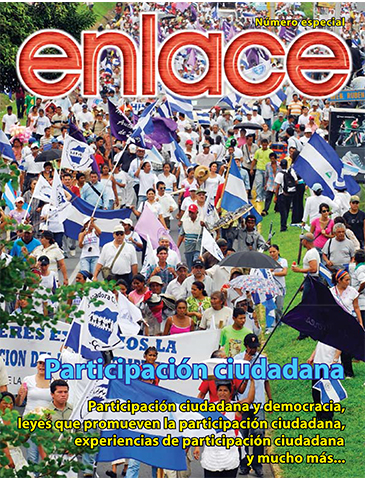 Número especial
enlace
Participación ciudadana
Participación ciudadana y democracia,
leyes que promueven la participación ciudadana,
experiencias de participación ciudadana
y mucho más...